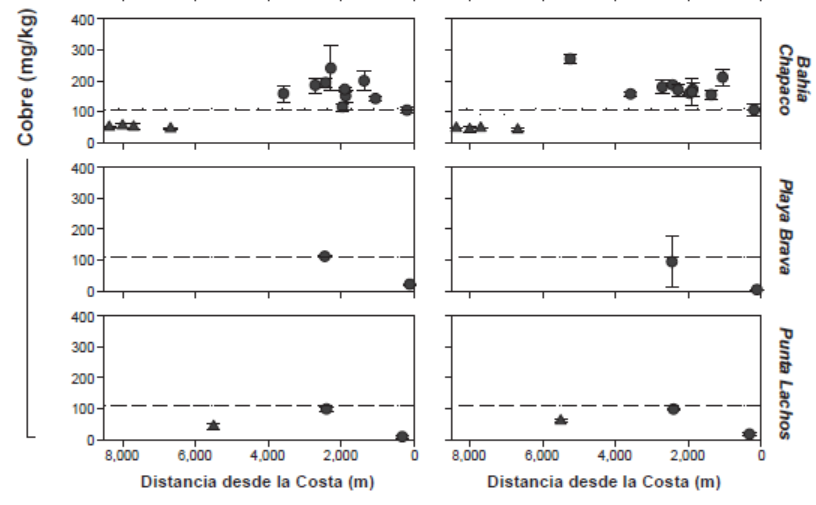 Cobre (mg/kg)
400
300
200
100
0
Bahía
Chapaco
400
300
200
100
0
Playa Brava
400
300
200
100
0
Punta Lachos
8,000 6,000 4,000 2,000 0
8,000 6,000 4,000 2,000 0
Distancia desde la Costa (m)
Distancia desde la Costa (m)